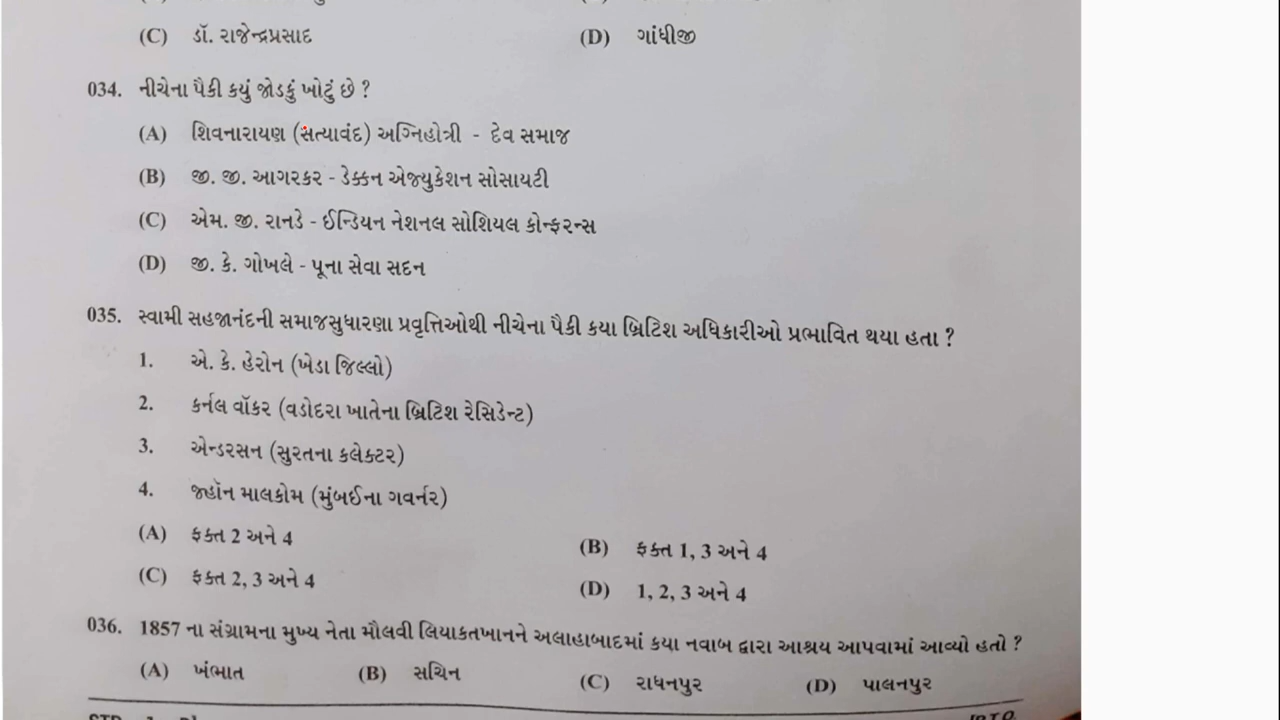 (C) ડૉ. રાજેન્દ્રપ્રસાદ (D) ગાંધીજી
034. નીચેના પૈકી કયું જોડકું ખોટું છે ?
(A) શિવનારાયણ (સત્યાવંદ) અગ્નિહોત્રી - દેવ સમાજ
(B) જી. જી. આગરકર - ડેક્કન એજ્યુકેશન સોસાયટી
(C) એમ. જી. રાનડે - ઈન્ડિયન નેશનલ સોશિયલ કોન્ફરન્સ
(D) જી. કે. ગોખલે - પૂના સેવા સદન
035. સ્વામી સહજાનંદની સમાજસુધારણા પ્રવૃત્તિઓથી નીચેના પૈકી કયા બ્રિટિશ અધિકારીઓ પ્રભાવિત થયા હતા ?
1. એ. કે. હેરોન (ખેડા જિલ્લો)
2. કર્નલ વૉકર (વડોદરા ખાતેના બ્રિટિશ રેસિડેન્ટ)
3. એન્ડરસન (સુરતના કલેક્ટર)
4. જ્હૉન માલકોમ (મુંબઈના ગવર્નર)
(A) ફક્ત 2 અને 4 (B) ફક્ત 1, 3 અને 4
(C) ફક્ત 2, 3 અને 4 (D) 1, 2, 3 અને 4
036. 1857 ના સંગ્રામના મુખ્ય નેતા મૌલવી લિયાકતખાનને અલાહાબાદમાં કયા નવાબ દ્વારા આશ્રય આપવામાં આવ્યો હતો ?
(A) ખંભાત (B) સચિન (C) રાધનપુર (D) પાલનપુર